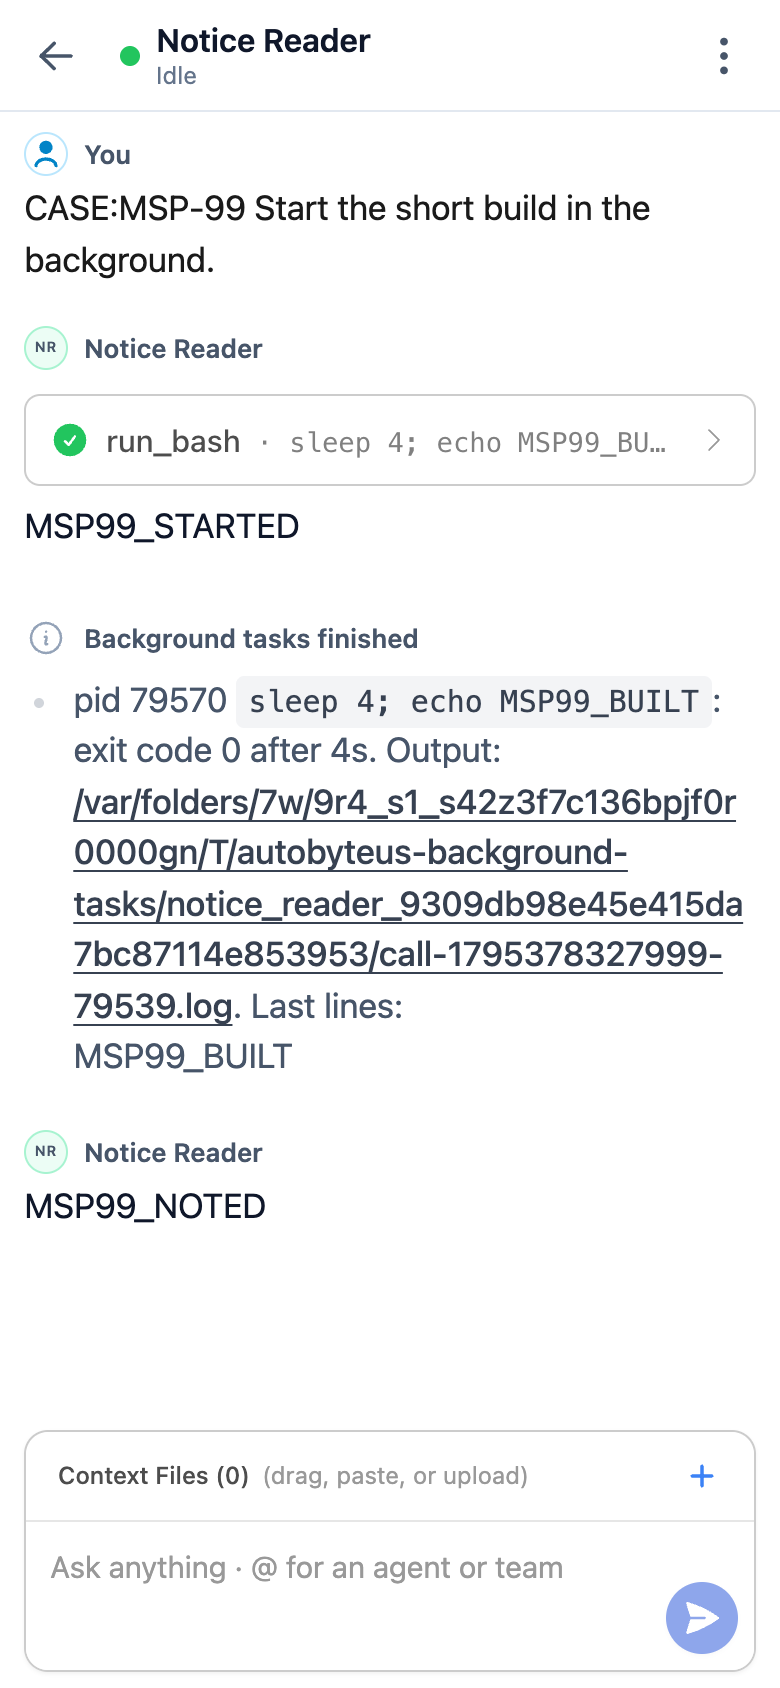 Notice Reader
Idle
You
CASE:MSP-99 Start the short build in the
background.
NR
Notice Reader
run_bash · sleep 4; echo MSP99_BU…
MSP99_STARTED
Background tasks finished
pid 79570 sleep 4; echo MSP99_BUILT :
exit code 0 after 4s. Output:
/var/folders/7w/9r4_s1_s42z3f7c136bpjf0r
0000gn/T/autobyteus-background-
tasks/notice_reader_9309db98e45e415da
7bc87114e853953/call-1795378327999-
79539.log. Last lines:
MSP99_BUILT
NR
Notice Reader
MSP99_NOTED
Context Files (0) (drag, paste, or upload)
Ask anything · @ for an agent or team